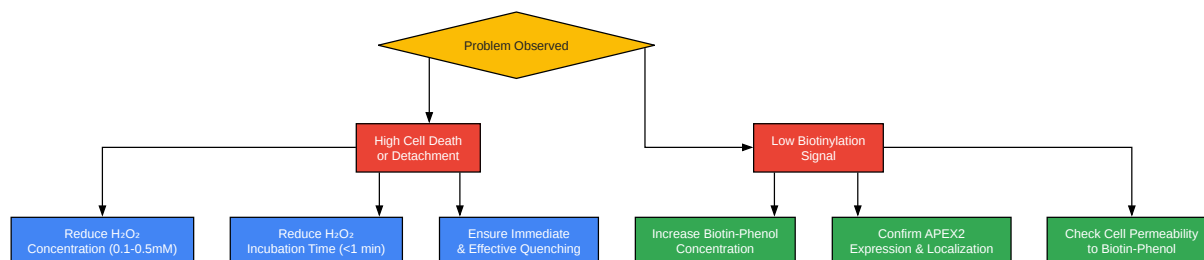 Problem Observed
High Cell Death
or Detachment
Low Biotinylation
Signal
Reduce H₂O₂
Concentration (0.1-0.5mM)
Reduce H₂O₂
Incubation Time (<1 min)
Ensure Immediate
& Effective Quenching
Increase Biotin-Phenol
Concentration
Confirm APEX2
Expression & Localization
Check Cell Permeability
to Biotin-Phenol